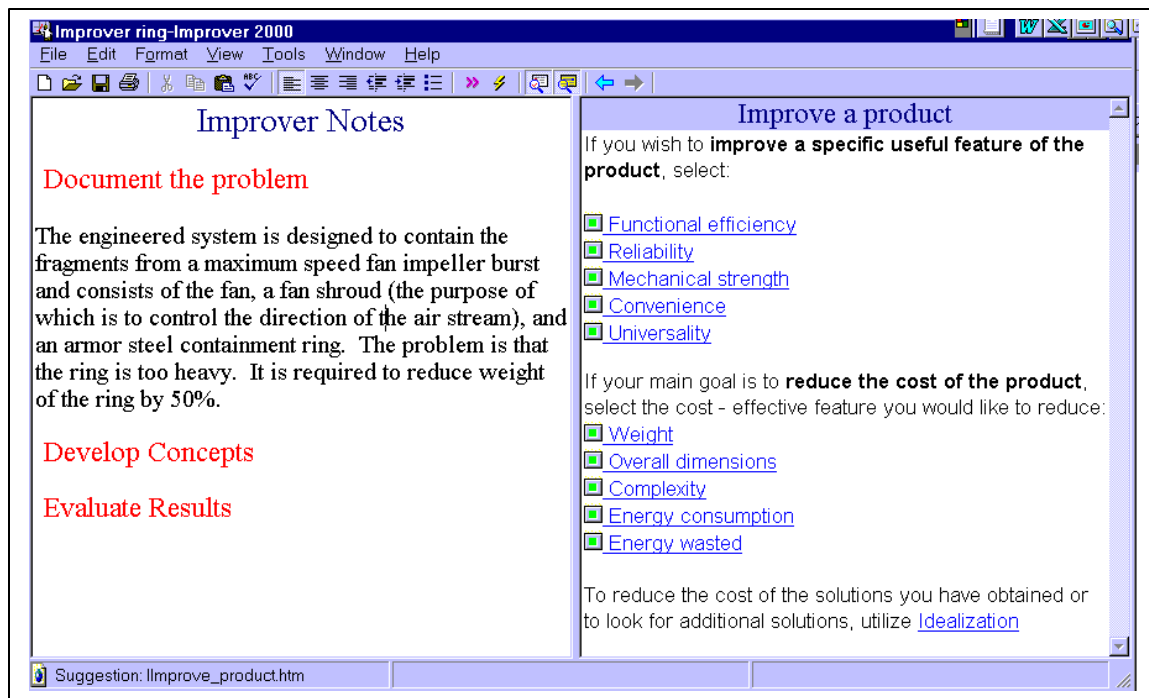 Improver ring-Improver 2000
File Edit Format View Tools Window Help
Improver Notes
Document the problem
The engineered system is designed to contain the
fragments from a maximum speed fan impeller burst
and consists of the fan, a fan shroud (the purpose of
which is to control the direction of the air stream), and
an armor steel containment ring. The problem is that
the ring is too heavy. It is required to reduce weight
of the ring by 50%.
Develop Concepts
Evaluate Results
Improve a product
If you wish to improve a specific useful feature of the
product, select:
Functional efficiency
Reliability
Mechanical strength
Convenience
Universality
If your main goal is to reduce the cost of the product,
select the cost - effective feature you would like to reduce:
Weight
Overall dimensions
Complexity
Energy consumption
Energy wasted
To reduce the cost of the solutions you have obtained or
to look for additional solutions, utilize Idealization
Suggestion: IImprove_product.htm